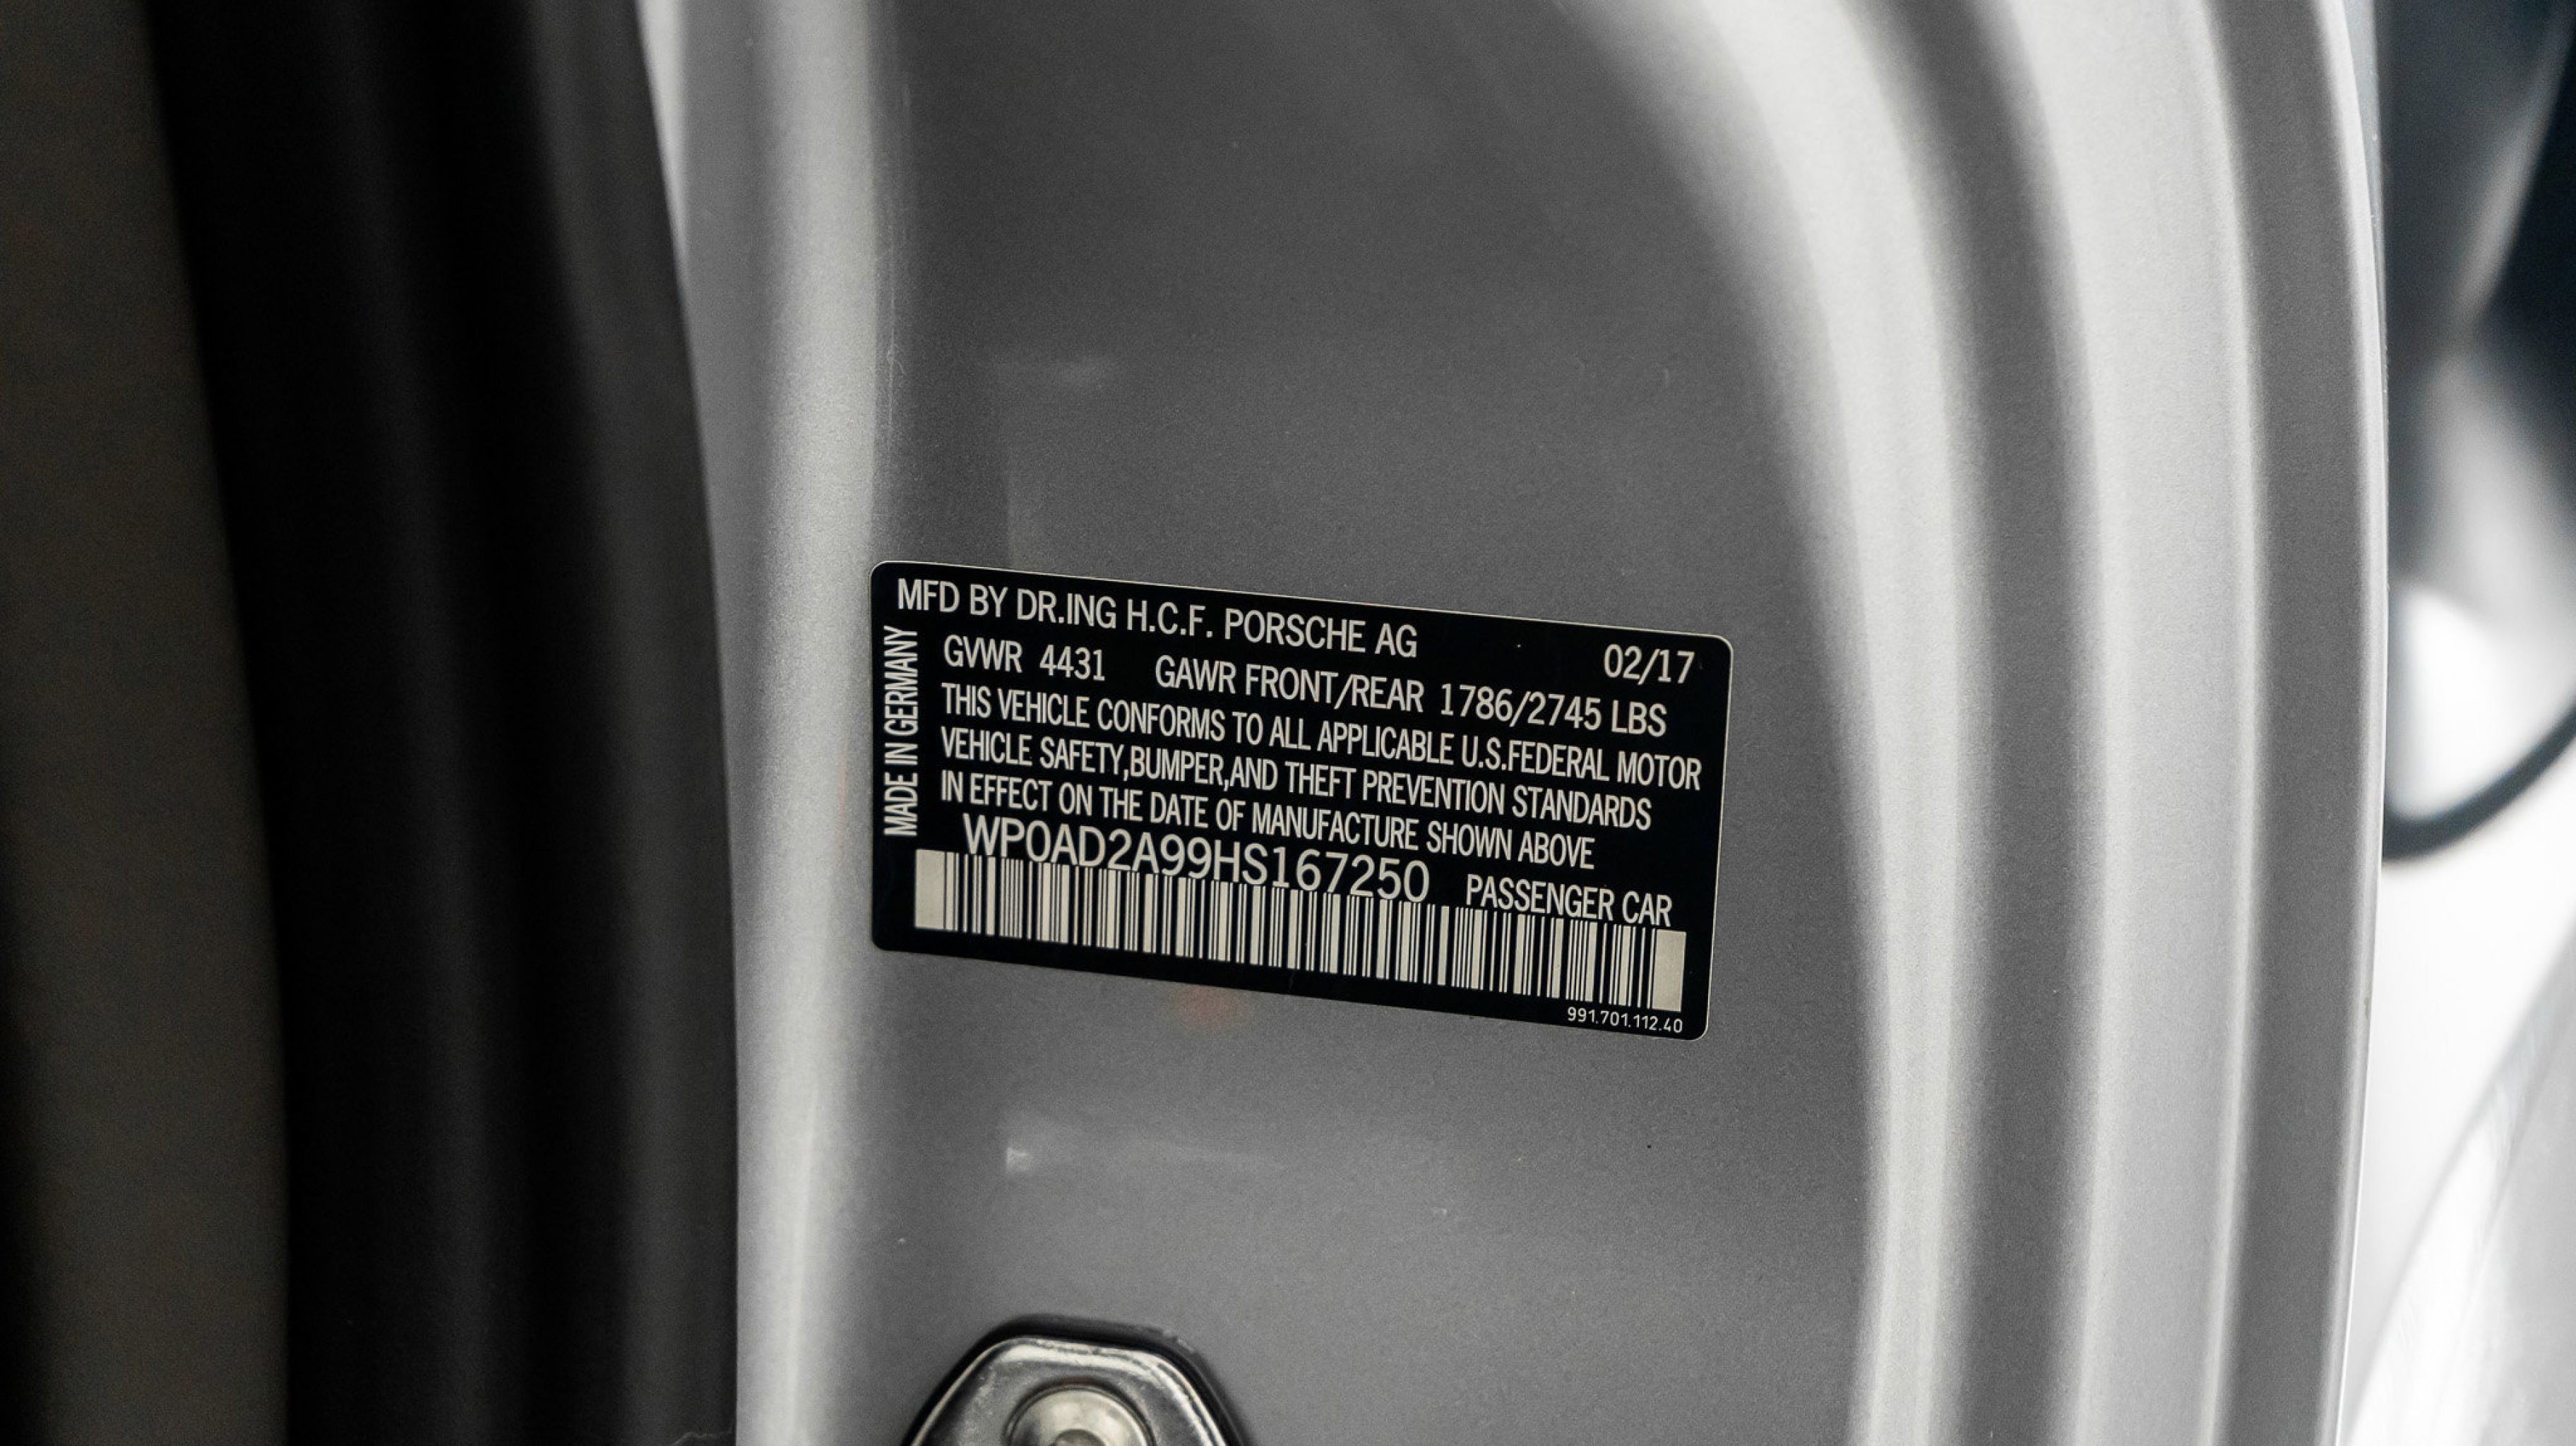 MFD BY DR.ING H.C.F. PORSCHE AG
02/17
GVWR 4431 GAWR FRONT/REAR 1786/2745 LBS
THIS VEHICLE CONFORMS TO ALL APPLICABLE U.S.FEDERAL MOTOR
VEHICLE SAFETY,BUMPER,AND THEFT PREVENTION STANDARDS
IN EFFECT ON THE DATE OF MANUFACTURE SHOWN ABOVE
WP0AD2A99HS167250 PASSENGER CAR
991.701.112.40
MADE IN GERMANY